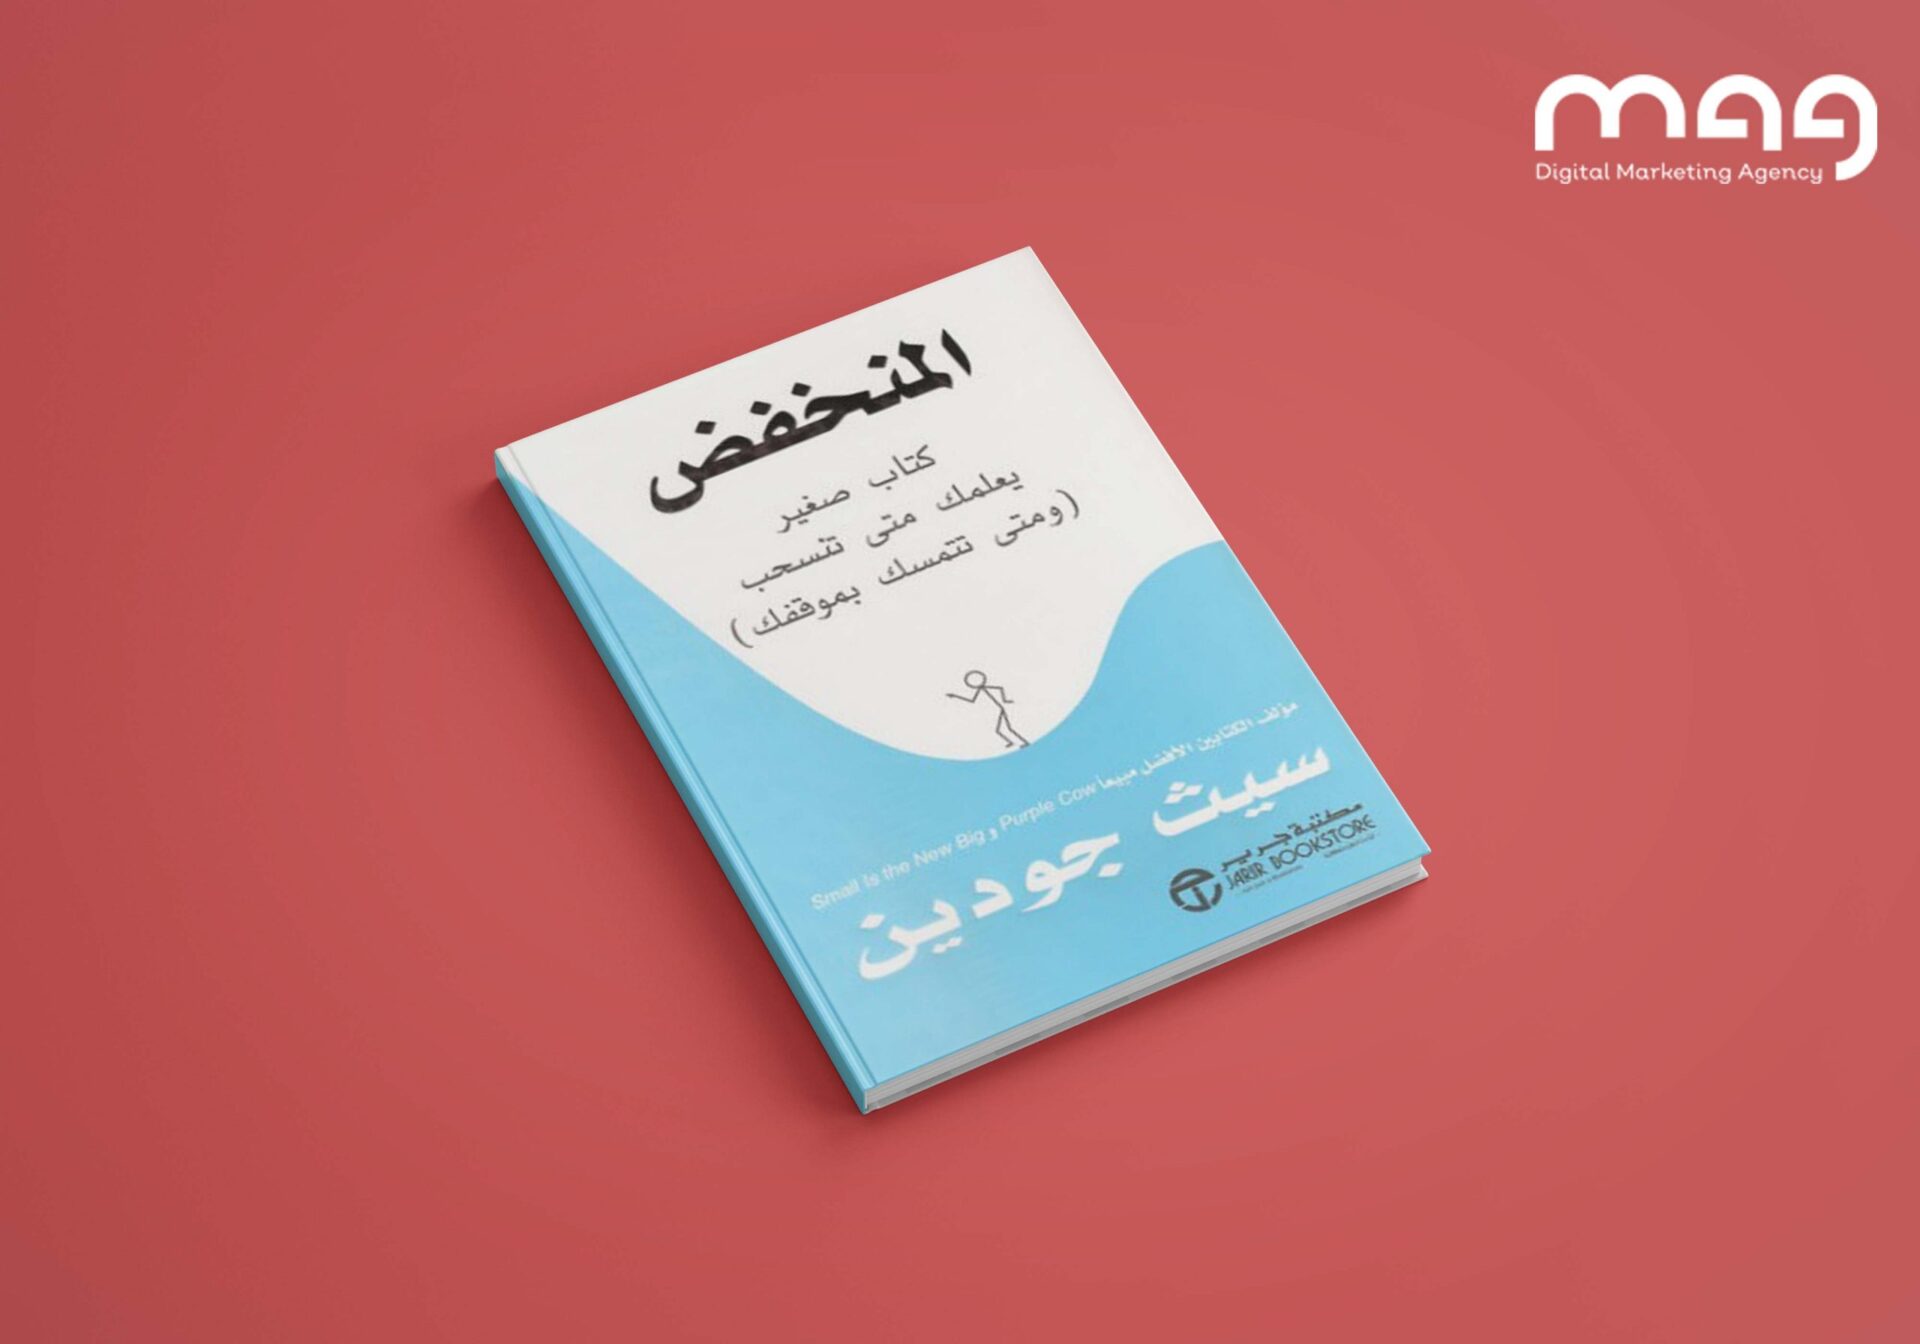 mag
Digital Marketing Agency
المنخفض
كتاب صغير
يعلمك متى تنسحب
(ومتى تتمسك بموقفك)
مؤلف الكتابين الأفضل مبيعاً Purple Cow و Small Is the New Big
سيث جودين
مكتبة جرير
JARIR BOOKSTORE